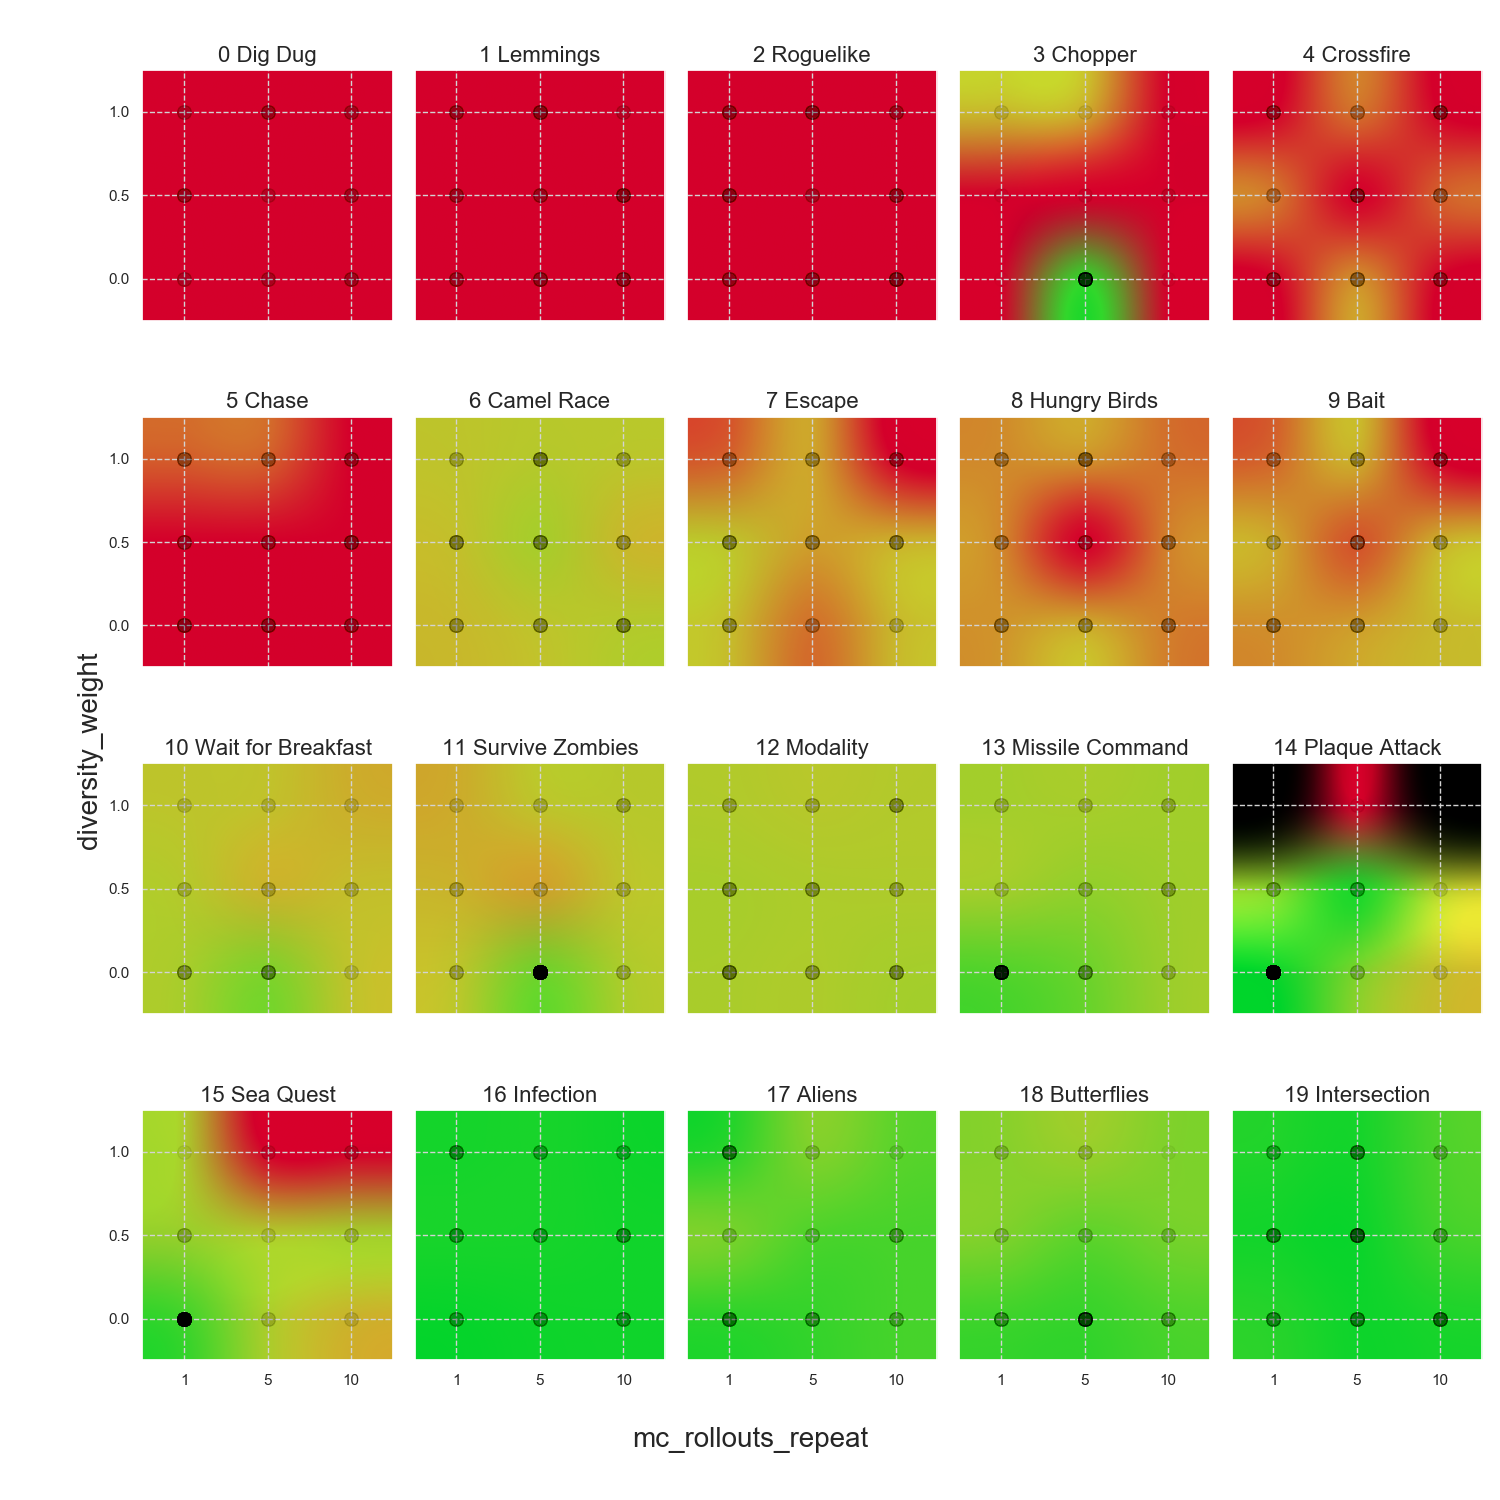 0 Dig Dug
1 Lemmings
2 Roguelike
3 Chopper
4 Crossfire
1.0
0.5
0.0
5 Chase
6 Camel Race
7 Escape
8 Hungry Birds
9 Bait
1.0
0.5
0.0
diversity_weight
10 Wait for Breakfast
11 Survive Zombies
12 Modality
13 Missile Command
14 Plaque Attack
1.0
0.5
0.0
15 Sea Quest
16 Infection
17 Aliens
18 Butterflies
19 Intersection
1.0
0.5
0.0
1 5 10
1 5 10
1 5 10
1 5 10
1 5 10
mc_rollouts_repeat